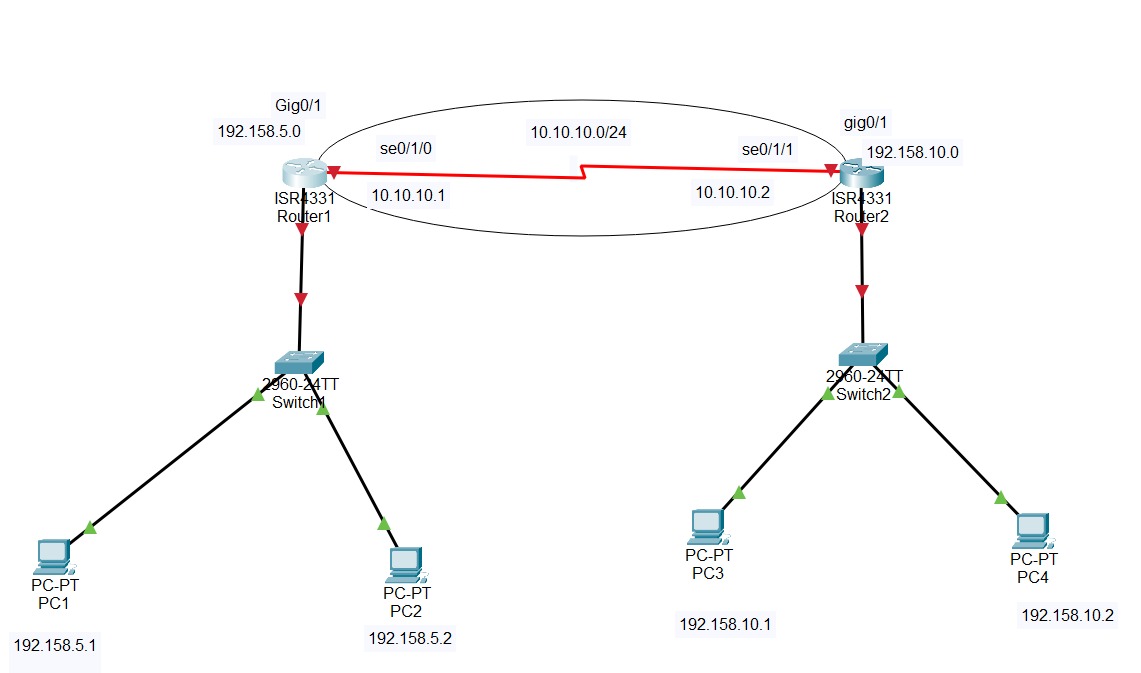 Gig0/1
192.158.5.0
se0/1/0
10.10.10.0/24
se0/1/1
gig0/1
192.158.10.0
10.10.10.1
10.10.10.2
ISR4331
Router1
ISR4331
Router2
2960-24TT
Switch1
2960-24TT
Switch2
PC-PT
PC1
PC-PT
PC2
PC-PT
PC3
PC-PT
PC4
192.158.5.1
192.158.5.2
192.158.10.1
192.158.10.2